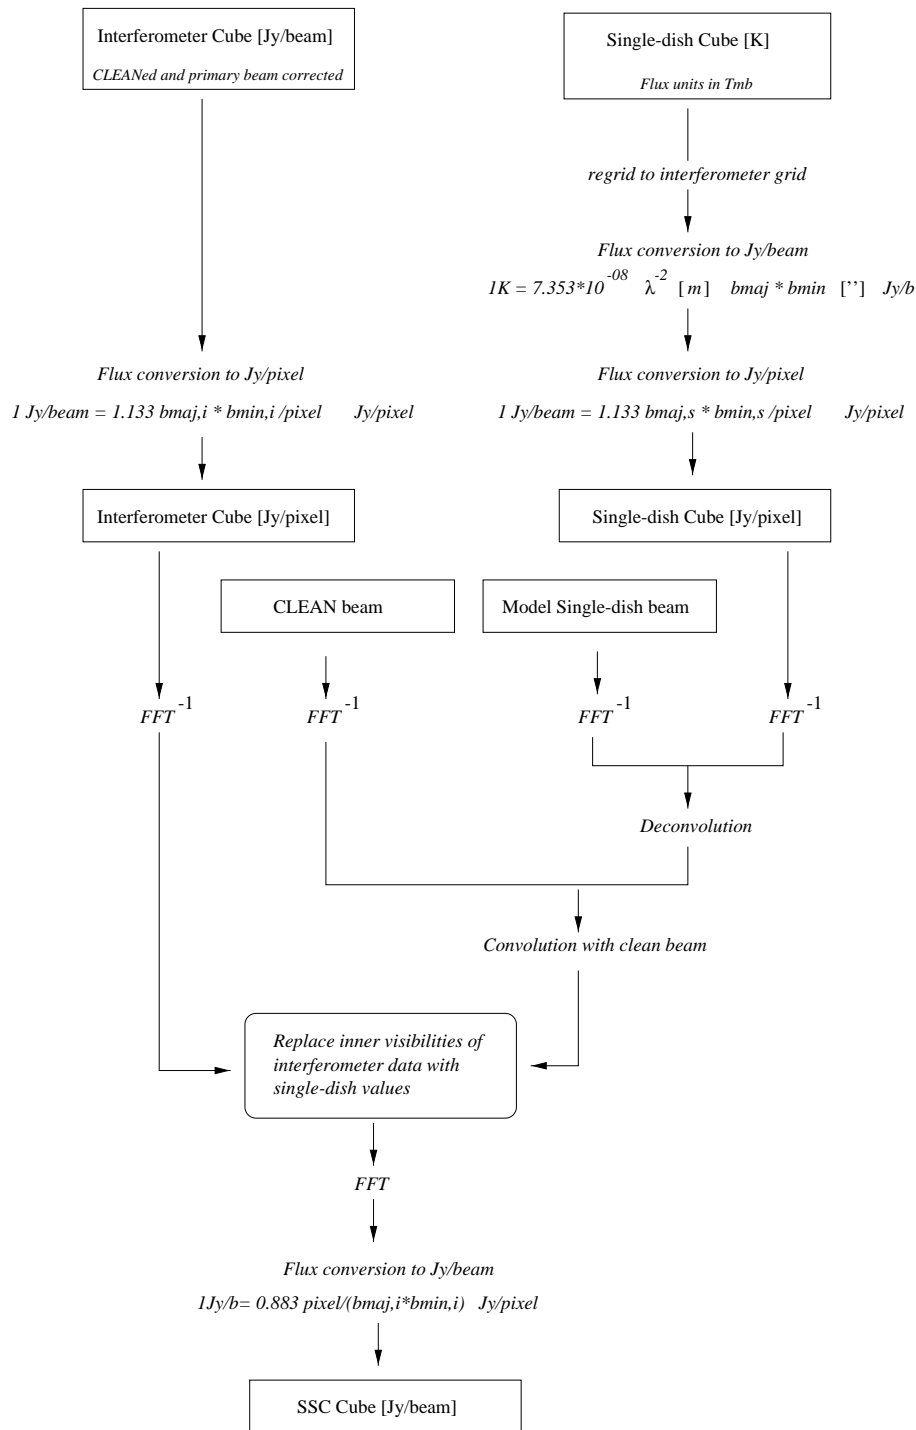 Interferometer Cube [Jy/beam]
CLEANed and primary beam corrected
Single-dish Cube [K]
Flux units in Tmb
regrid to interferometer grid
Flux conversion to Jy/beam
1K = 7.353*10^-08 λ^-2 [m] bmaj * bmin [’’] Jy/b
Flux conversion to Jy/pixel
1 Jy/beam = 1.133 bmaj,i * bmin,i /pixel Jy/pixel
Flux conversion to Jy/pixel
1 Jy/beam = 1.133 bmaj,s * bmin,s /pixel Jy/pixel
Interferometer Cube [Jy/pixel]
Single-dish Cube [Jy/pixel]
CLEAN beam
Model Single-dish beam
FFT^-1
FFT^-1
FFT^-1
FFT^-1
Deconvolution
Convolution with clean beam
Replace inner visibilities of
interferometer data with
single-dish values
FFT
Flux conversion to Jy/beam
1Jy/b= 0.883 pixel/(bmaj,i*bmin,i) Jy/pixel
SSC Cube [Jy/beam]